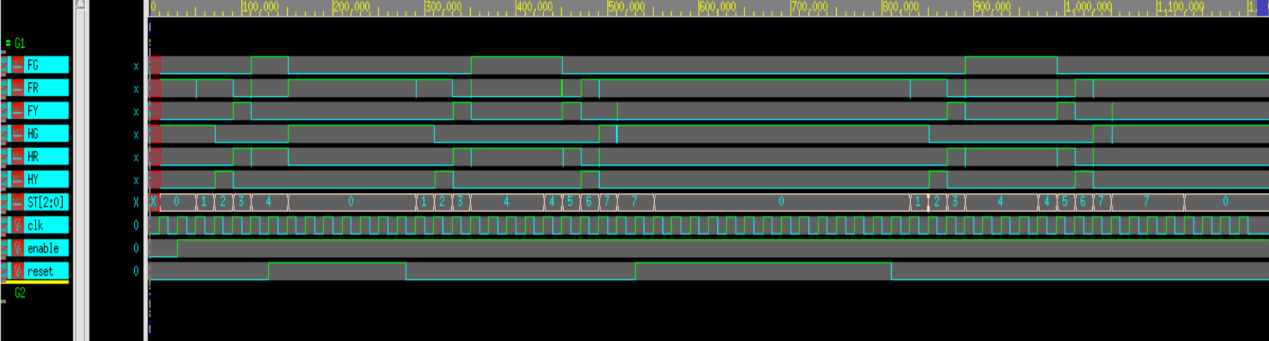 0 100,000 200,000 300,000 400,000 500,000 600,000 700,000 800,000 900,000 1,000,000 1,100,000 1,
= G1
FG x
FR x
FY x
HG x
HR x
HY x
ST[2:0] X X 0 1 2 3 4 0 1 2 3 4 4 5 6 7 7 0 1 2 3 4 4 5 6 7 7 0
clk 0
enable 0
reset 0
G2